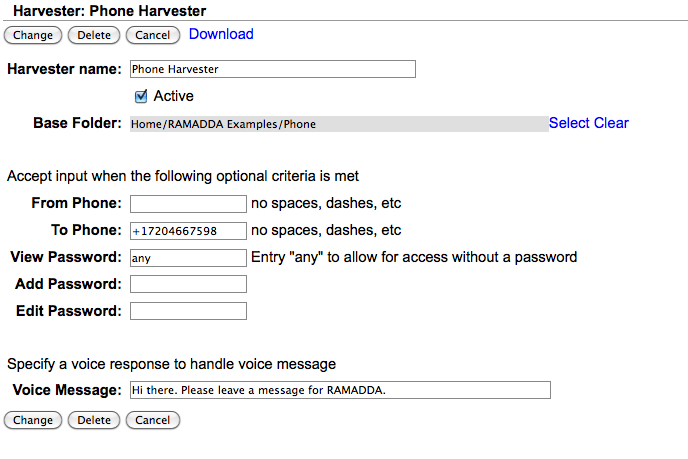 Harvester: Phone Harvester
Change Delete Cancel Download
Harvester name: Phone Harvester
Active
Base Folder: Home/RAMADDA Examples/Phone Select Clear
Accept input when the following optional criteria is met
From Phone: no spaces, dashes, etc
To Phone: +17204667598 no spaces, dashes, etc
View Password: any Entry "any" to allow for access without a password
Add Password:
Edit Password:
Specify a voice response to handle voice message
Voice Message: Hi there. Please leave a message for RAMADDA.
Change Delete Cancel